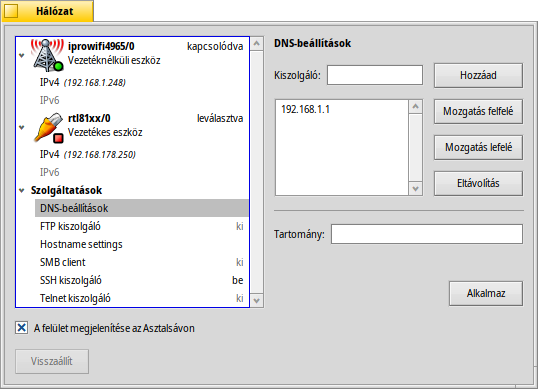 Hálózat
iprowifi4965/0 kapcsolódva
Vezetéknélküli eszköz
IPv4 (192.168.1.248)
IPv6
rtl81xx/0 leválasztva
Vezetékes eszköz
IPv4 (192.168.178.250)
IPv6
Szolgáltatások
DNS-beállítások
FTP kiszolgáló ki
Hostname settings
SMB client ki
SSH kiszolgáló be
Telnet kiszolgáló ki
A felület megjelenítése az Asztalsávon
Visszaállít
DNS-beállítások
Kiszolgáló: Hozzáad
192.168.1.1
Mozgatás felfelé
Mozgatás lefelé
Eltávolítás
Tartomány:
Alkalmaz